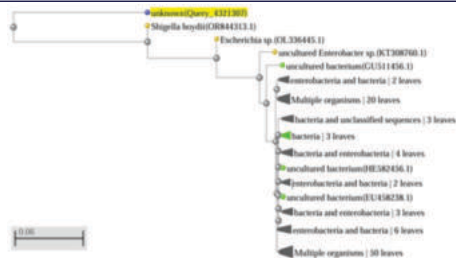 unknown(Query_4321307)
Shigella boydii(OR844313.1)
Escherichia sp.(OL336445.1)
uncultured Enterobacter sp.(KT308760.1)
uncultured bacterium(GU511456.1)
enterobacteria and bacteria | 2 leaves
Multiple organisms | 20 leaves
bacteria and unclassified sequences | 3 leaves
bacteria | 3 leaves
bacteria and enterobacteria | 4 leaves
uncultured bacterium(HE582456.1)
enterobacteria and bacteria | 2 leaves
uncultured bacterium(EU458238.1)
bacteria and enterobacteria | 3 leaves
enterobacteria and bacteria | 6 leaves
0.06
Multiple organisms | 50 leaves